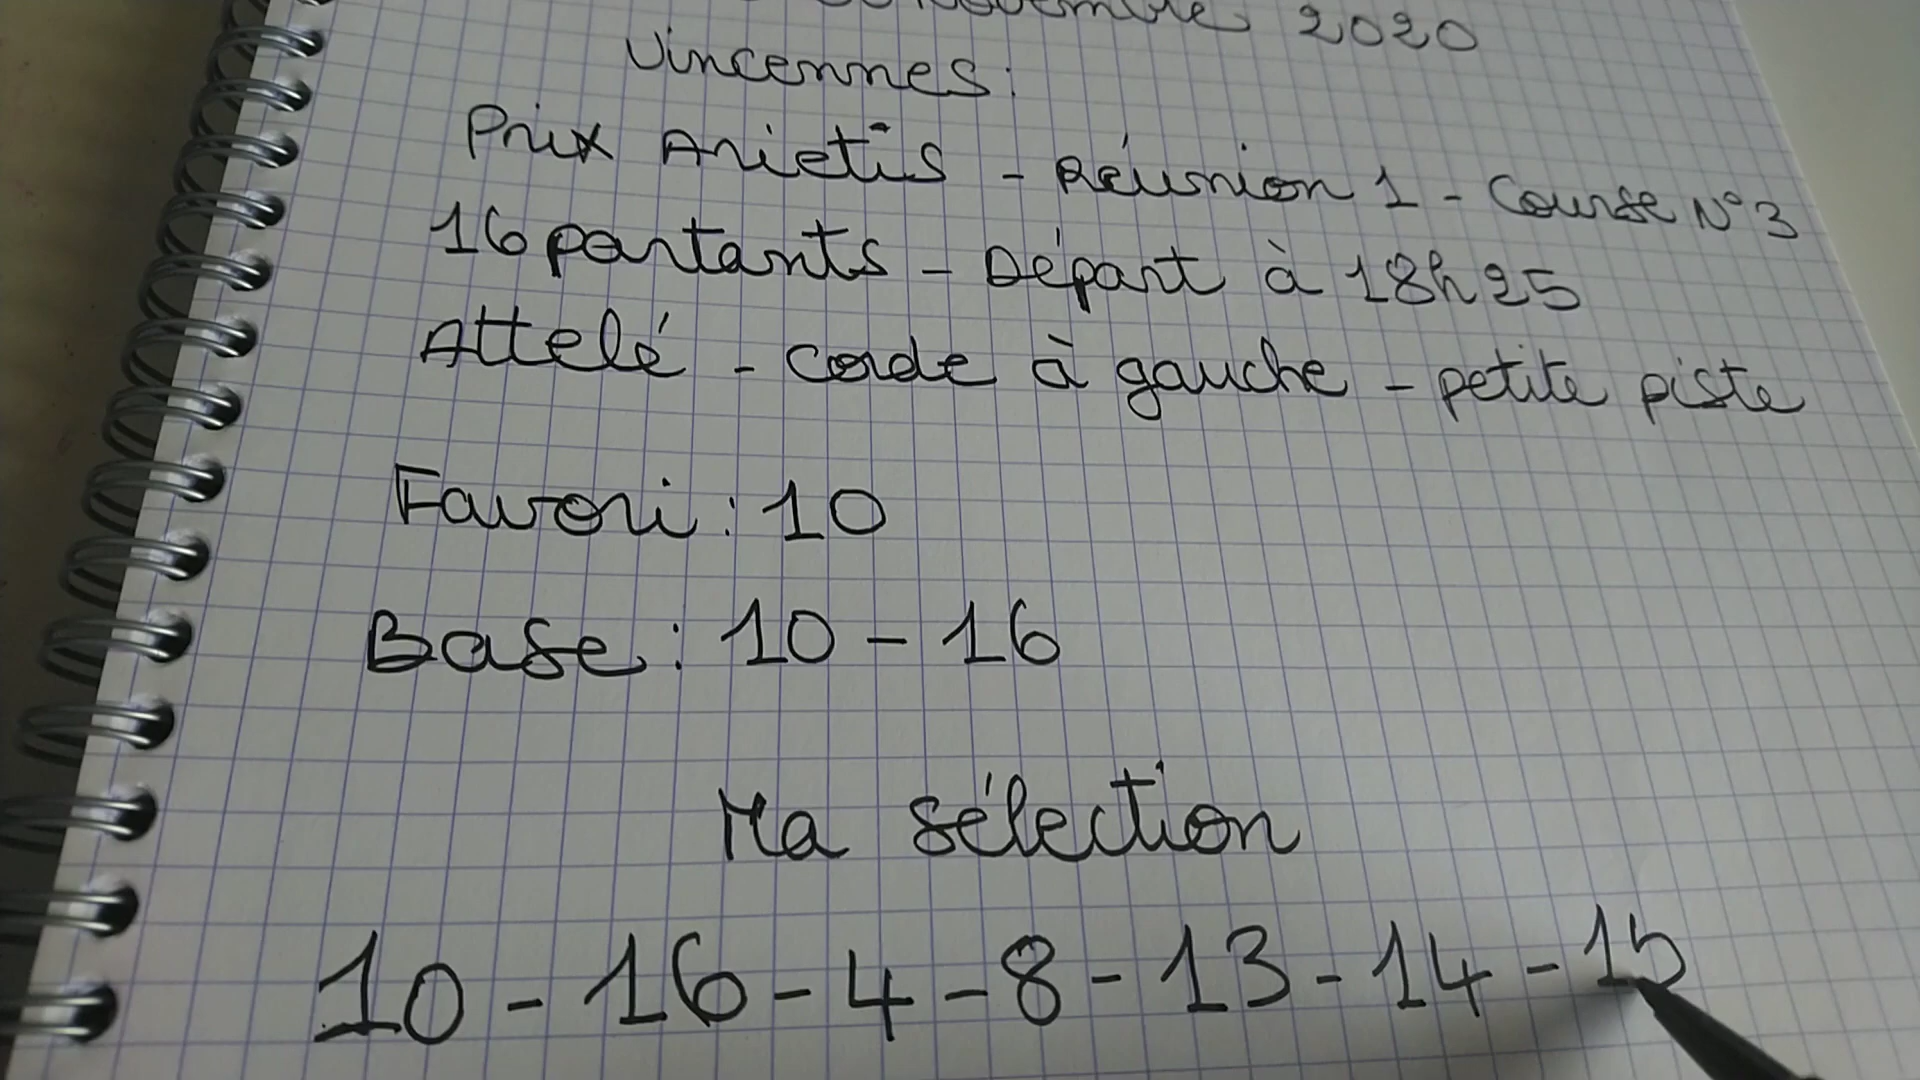 novembre 2020
Vincennes:
Prix Arietis - Réunion 1 - Course N°3
16 partants - Départ à 18h25
Attelé - corde à gauche - petite piste
Favori: 10
Base: 10 - 16
Ma sélection
10 - 16 - 4 - 8 - 13 - 14 - 15